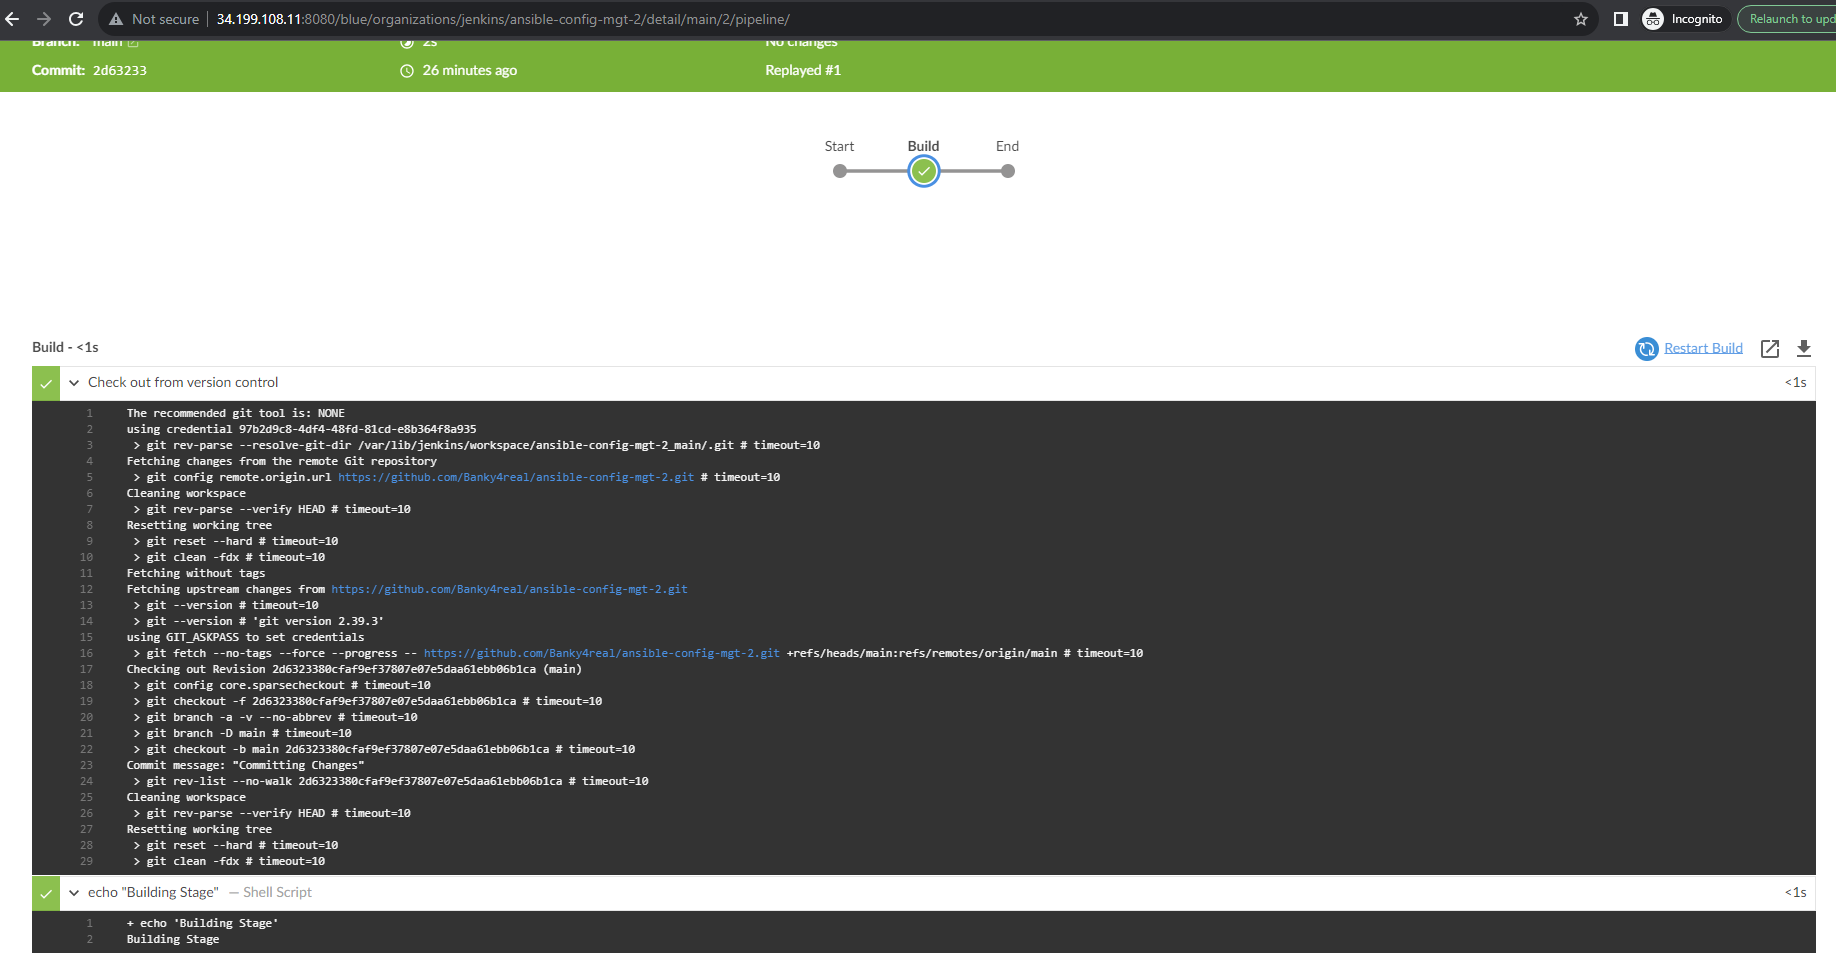 Not secure 34.199.108.11:8080/blue/organizations/jenkins/ansible-config-mgt-2/detail/main/2/pipeline/ Incognito Relaunch to upd
Branch: main 2s No changes
Commit: 2d63233 26 minutes ago Replayed #1
Start Build End
Build - <1s Restart Build
Check out from version control <1s
1 The recommended git tool is: NONE
2 using credential 97b2d9c8-4df4-48fd-81cd-e8b364f8a935
3 > git rev-parse --resolve-git-dir /var/lib/jenkins/workspace/ansible-config-mgt-2_main/.git # timeout=10
4 Fetching changes from the remote Git repository
5 > git config remote.origin.url https://github.com/Banky4real/ansible-config-mgt-2.git # timeout=10
6 Cleaning workspace
7 > git rev-parse --verify HEAD # timeout=10
8 Resetting working tree
9 > git reset --hard # timeout=10
10 > git clean -fdx # timeout=10
11 Fetching without tags
12 Fetching upstream changes from https://github.com/Banky4real/ansible-config-mgt-2.git
13 > git --version # timeout=10
14 > git --version # 'git version 2.39.3'
15 using GIT_ASKPASS to set credentials
16 > git fetch --no-tags --force --progress -- https://github.com/Banky4real/ansible-config-mgt-2.git +refs/heads/main:refs/remotes/origin/main # timeout=10
17 Checking out Revision 2d6323380cfaf9ef37807e07e5daa61ebb06b1ca (main)
18 > git config core.sparsecheckout # timeout=10
19 > git checkout -f 2d6323380cfaf9ef37807e07e5daa61ebb06b1ca # timeout=10
20 > git branch -a -v --no-abbrev # timeout=10
21 > git branch -D main # timeout=10
22 > git checkout -b main 2d6323380cfaf9ef37807e07e5daa61ebb06b1ca # timeout=10
23 Commit message: "Committing Changes"
24 > git rev-list --no-walk 2d6323380cfaf9ef37807e07e5daa61ebb06b1ca # timeout=10
25 Cleaning workspace
26 > git rev-parse --verify HEAD # timeout=10
27 Resetting working tree
28 > git reset --hard # timeout=10
29 > git clean -fdx # timeout=10
echo "Building Stage" — Shell Script <1s
1 + echo 'Building Stage'
2 Building Stage